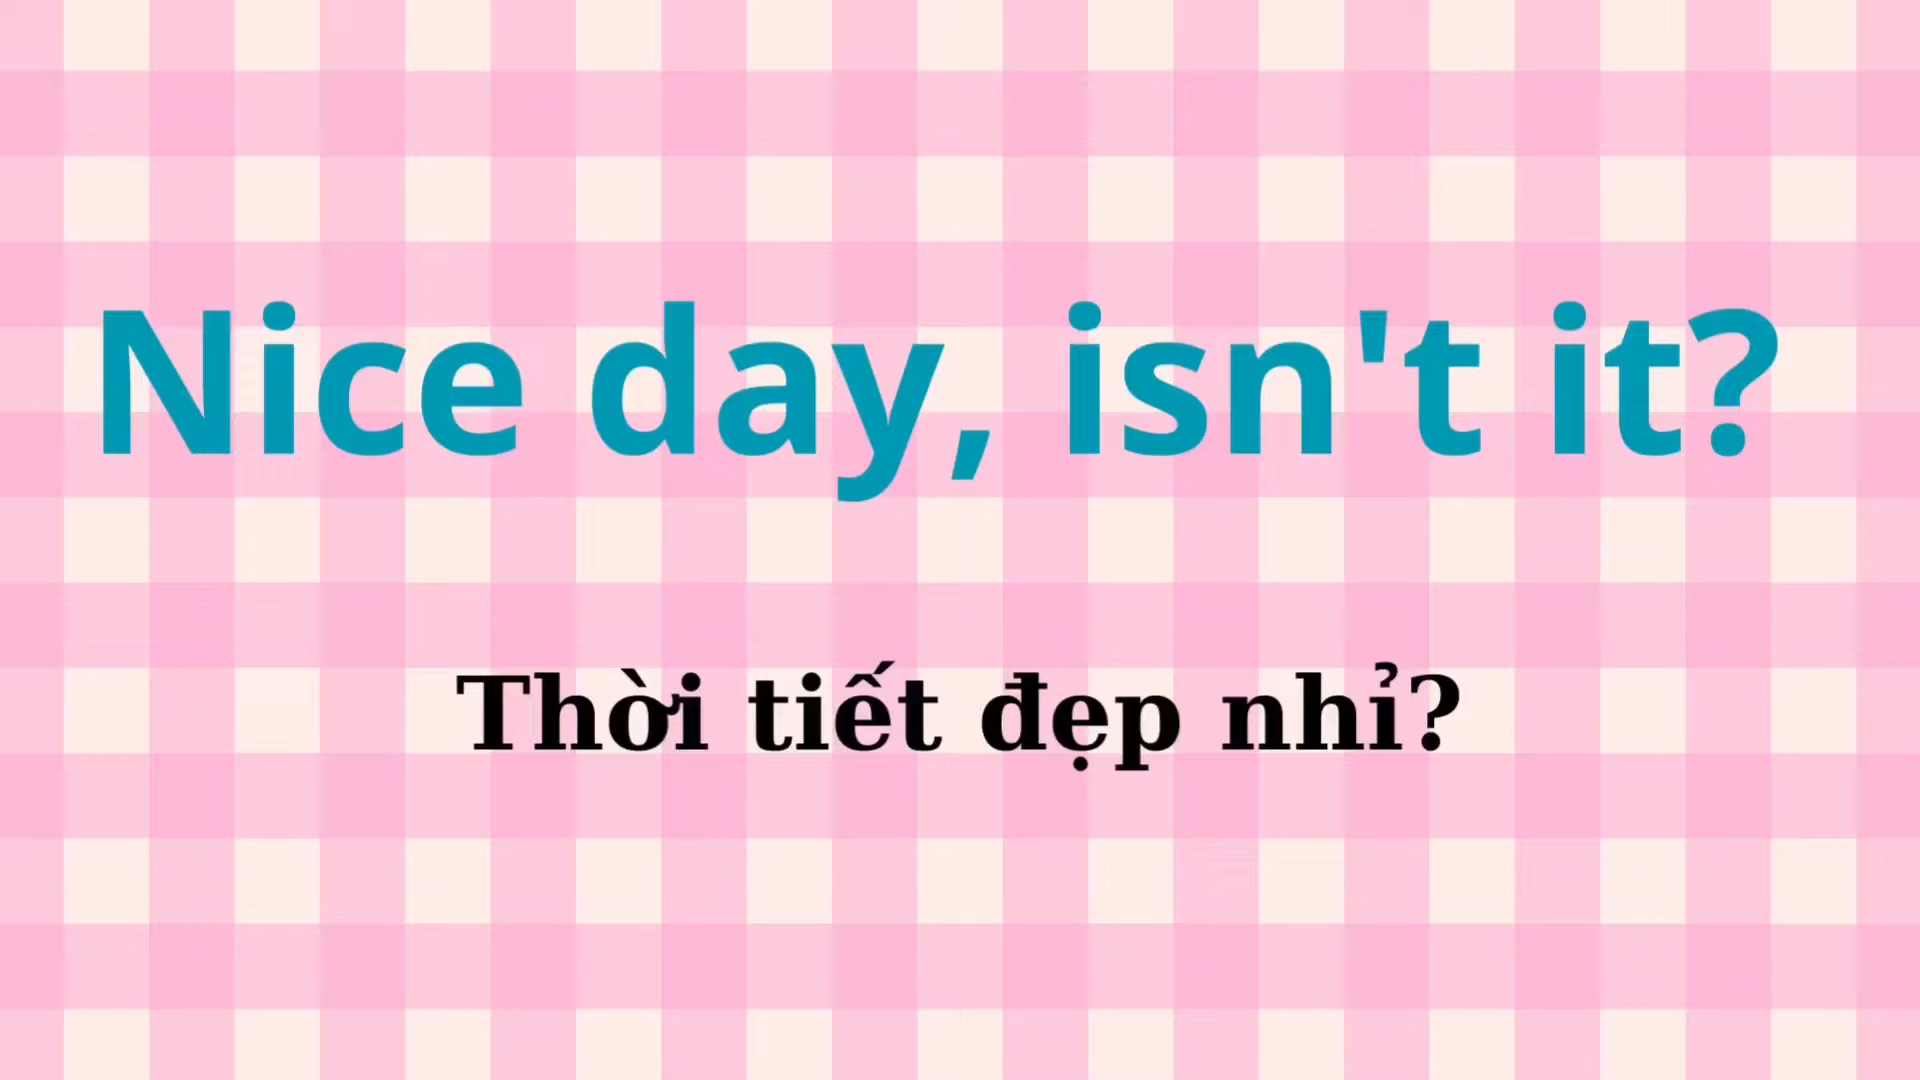 Nice day, isn't it?
Thời tiết đẹp nhỉ?